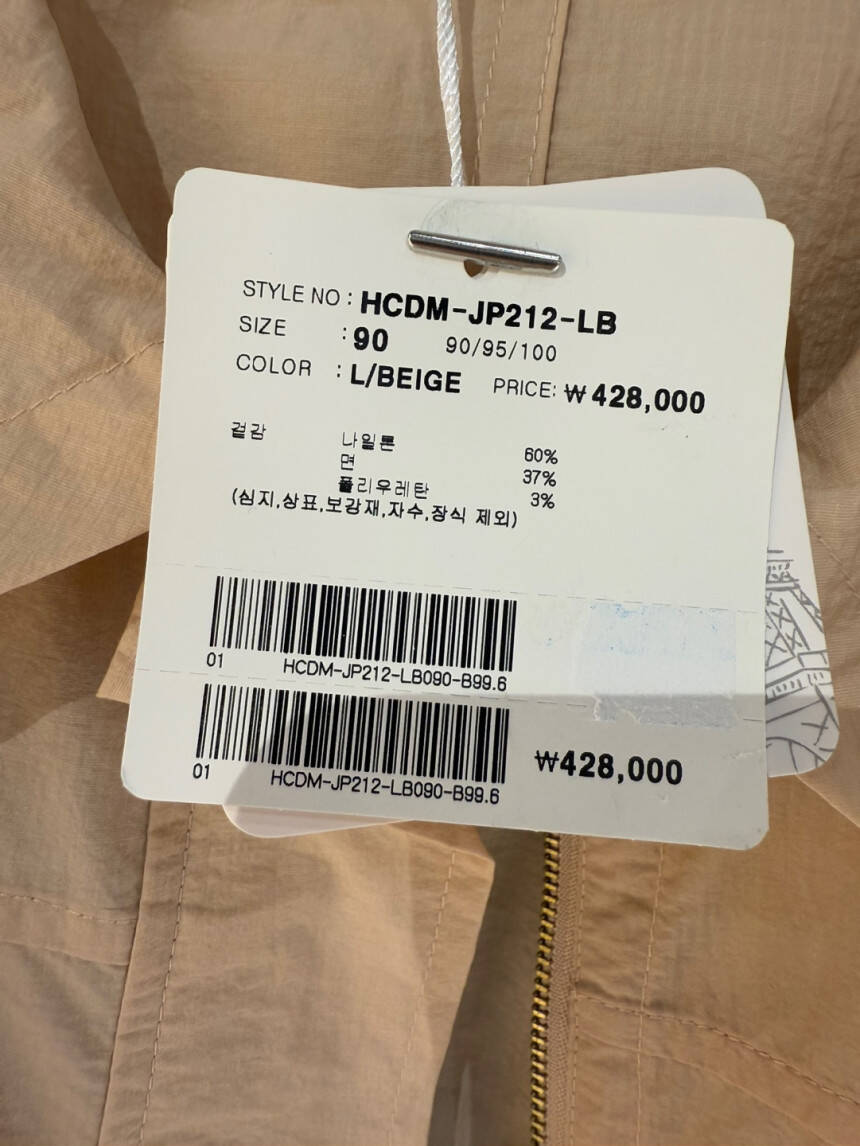 STYLE NO : HCDM-JP212-LB
SIZE : 90 90/95/100
COLOR : L/BEIGE PRICE: ₩428,000
겉감 나일론 60%
면 37%
폴리우레탄 3%
(심지,상표,보강재,자수,장식 제외)
01 HCDM-JP212-LB090-B99.6
01 HCDM-JP212-LB090-B99.6
₩428,000